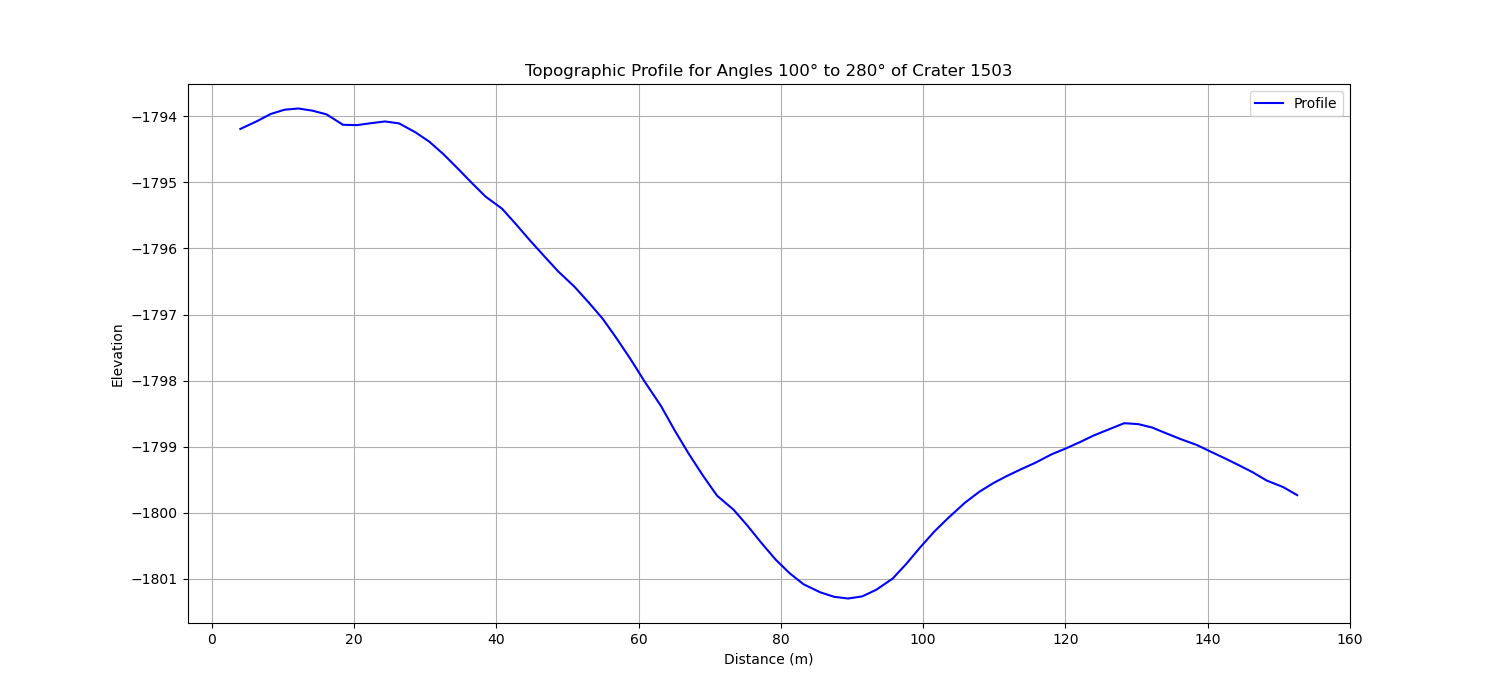 Topographic Profile for Angles 100° to 280° of Crater 1503
Profile
−1794
−1795
−1796
−1797
−1798
−1799
−1800
−1801
Elevation
0 20 40 60 80 100 120 140 160
Distance (m)